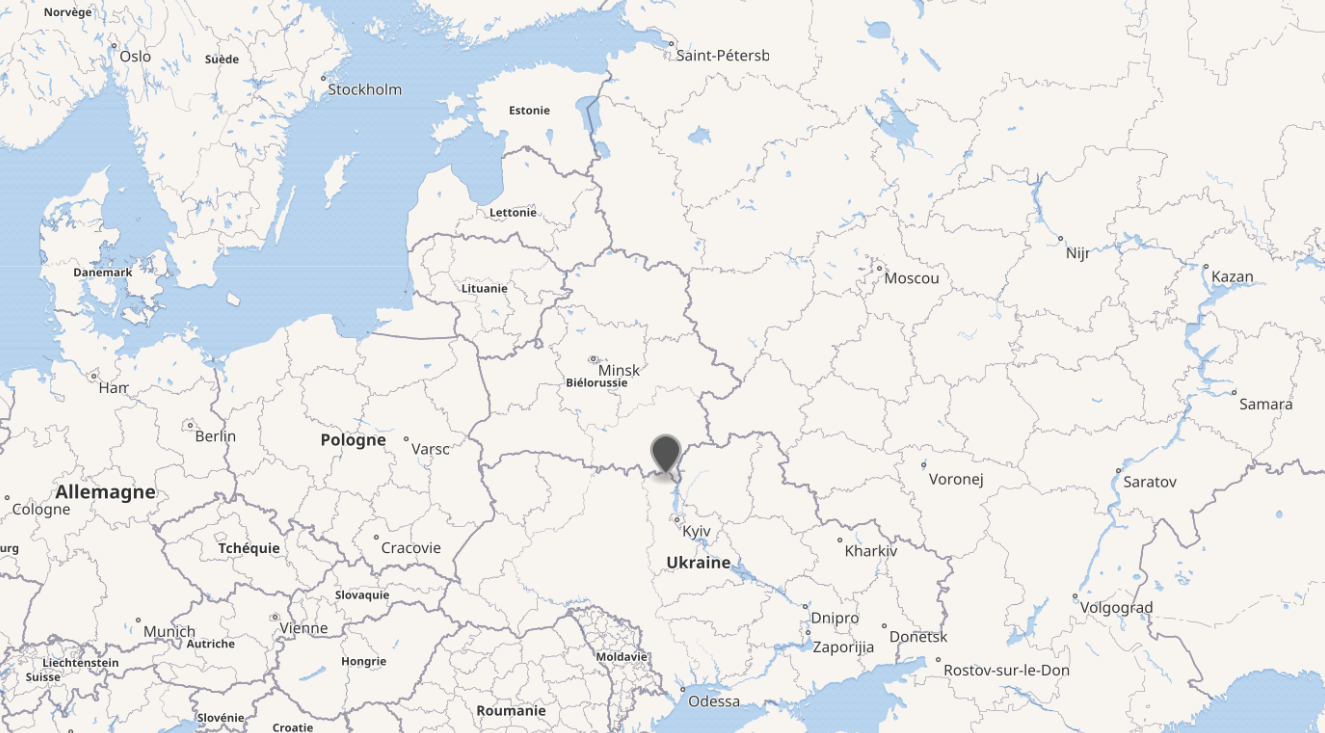 Norvège
Oslo
Suède
Saint-Pétersb
Stockholm
Estonie
Lettonie
Nijr
Danemark
Moscou
Kazan
Lituanie
Minsk
Biélorussie
Ham
Samara
Berlin
Pologne
Varsc
Allemagne
Voronej
Saratov
Cologne
Kyiv
urg
Tchéquie
Cracovie
Kharkiv
Ukraine
Slovaquie
Volgograd
Dnipro
Munich
Vienne
Donetsk
Autriche
Zaporijia
Liechtenstein
Hongrie
Moldavie
Suisse
Rostov-sur-le-Don
Odessa
Roumanie
Slovénie
Croatie